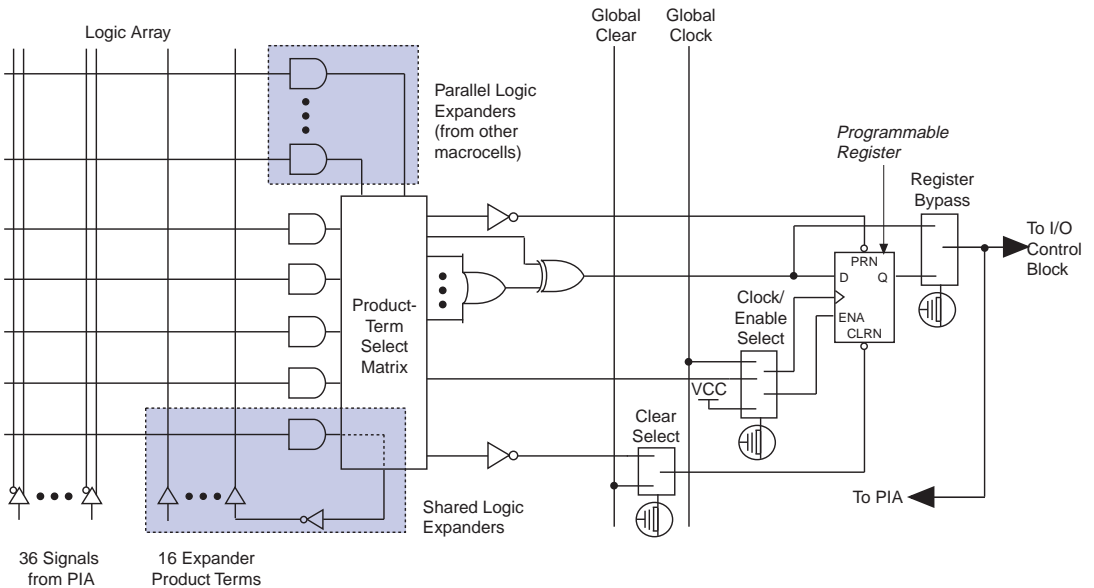 Logic Array
Global
Clear
Global
Clock
Parallel Logic
Expanders
(from other
macrocells)
Programmable
Register
Register
Bypass
To I/O
Control
Block
PRN
D
Q
ENA
CLRN
Product-
Term
Select
Matrix
Clock/
Enable
Select
VCC
Clear
Select
To PIA
Shared Logic
Expanders
36 Signals
from PIA
16 Expander
Product Terms